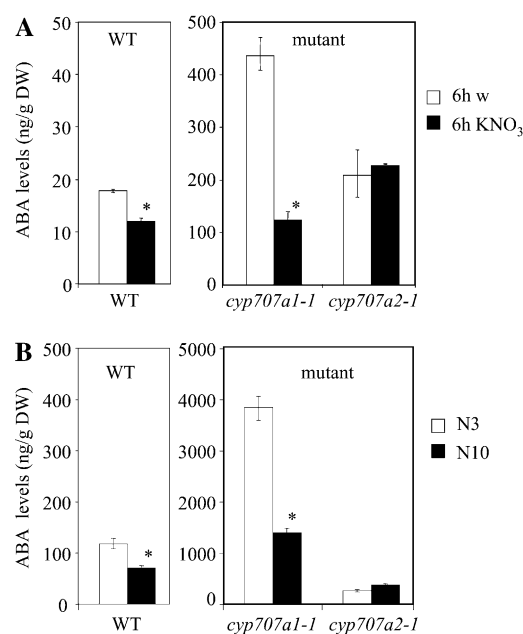 A
ABA levels (ng/g DW)
50
40
30
20
10
0
WT
WT
500
400
300
200
100
0
mutant
cyp707a1-1
cyp707a2-1
*
*
6h w
6h KNO₃
B
ABA levels (ng/g DW)
500
400
300
200
100
0
WT
WT
5000
4000
3000
2000
1000
0
mutant
cyp707a1-1
cyp707a2-1
*
*
N3
N10